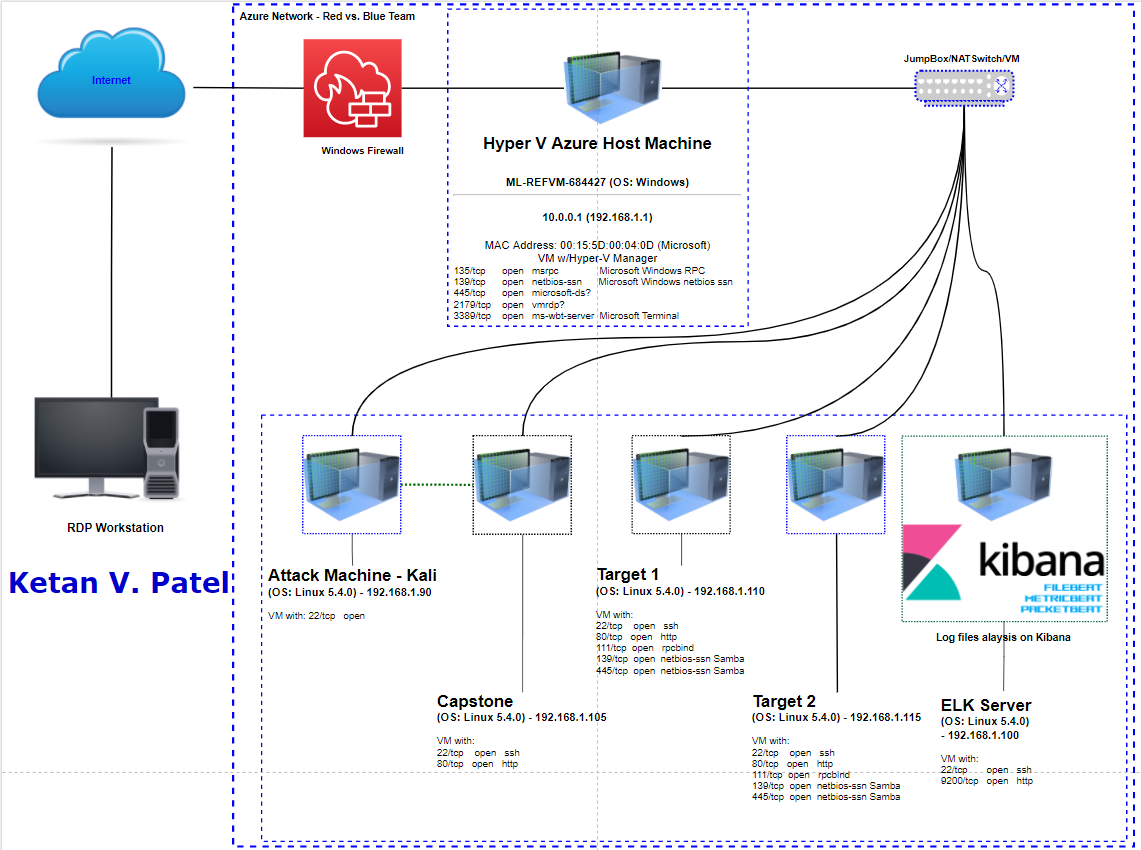 Azure Network - Red vs. Blue Team
Internet
Windows Firewall
JumpBox/NATSwitch/VM
Hyper V Azure Host Machine
ML-REFVM-684427 (OS: Windows)
10.0.0.1 (192.168.1.1)
MAC Address: 00:15:5D:00:04:0D (Microsoft)
VM w/Hyper-V Manager
135/tcp open msrpc Microsoft Windows RPC
139/tcp open netbios-ssn Microsoft Windows netbios ssn
445/tcp open microsoft-ds?
2179/tcp open vmrdp?
3389/tcp open ms-wbt-server Microsoft Terminal
RDP Workstation
Ketan V. Patel
Attack Machine - Kali
(OS: Linux 5.4.0) - 192.168.1.90
VM with: 22/tcp open
Capstone
(OS: Linux 5.4.0) - 192.168.1.105
VM with:
22/tcp open ssh
80/tcp open http
Target 1
(OS: Linux 5.4.0) - 192.168.1.110
VM with:
22/tcp open ssh
80/tcp open http
111/tcp open rpcbind
139/tcp open netbios-ssn Samba
445/tcp open netbios-ssn Samba
Target 2
(OS: Linux 5.4.0) - 192.168.1.115
VM with:
22/tcp open ssh
80/tcp open http
111/tcp open rpcbind
139/tcp open netbios-ssn Samba
445/tcp open netbios-ssn Samba
kibana
FILEBEAT
METRICBEAT
PACKETBEAT
Log files alaysis on Kibana
ELK Server
(OS: Linux 5.4.0)
- 192.168.1.100
VM with:
22/tcp open ssh
9200/tcp open http